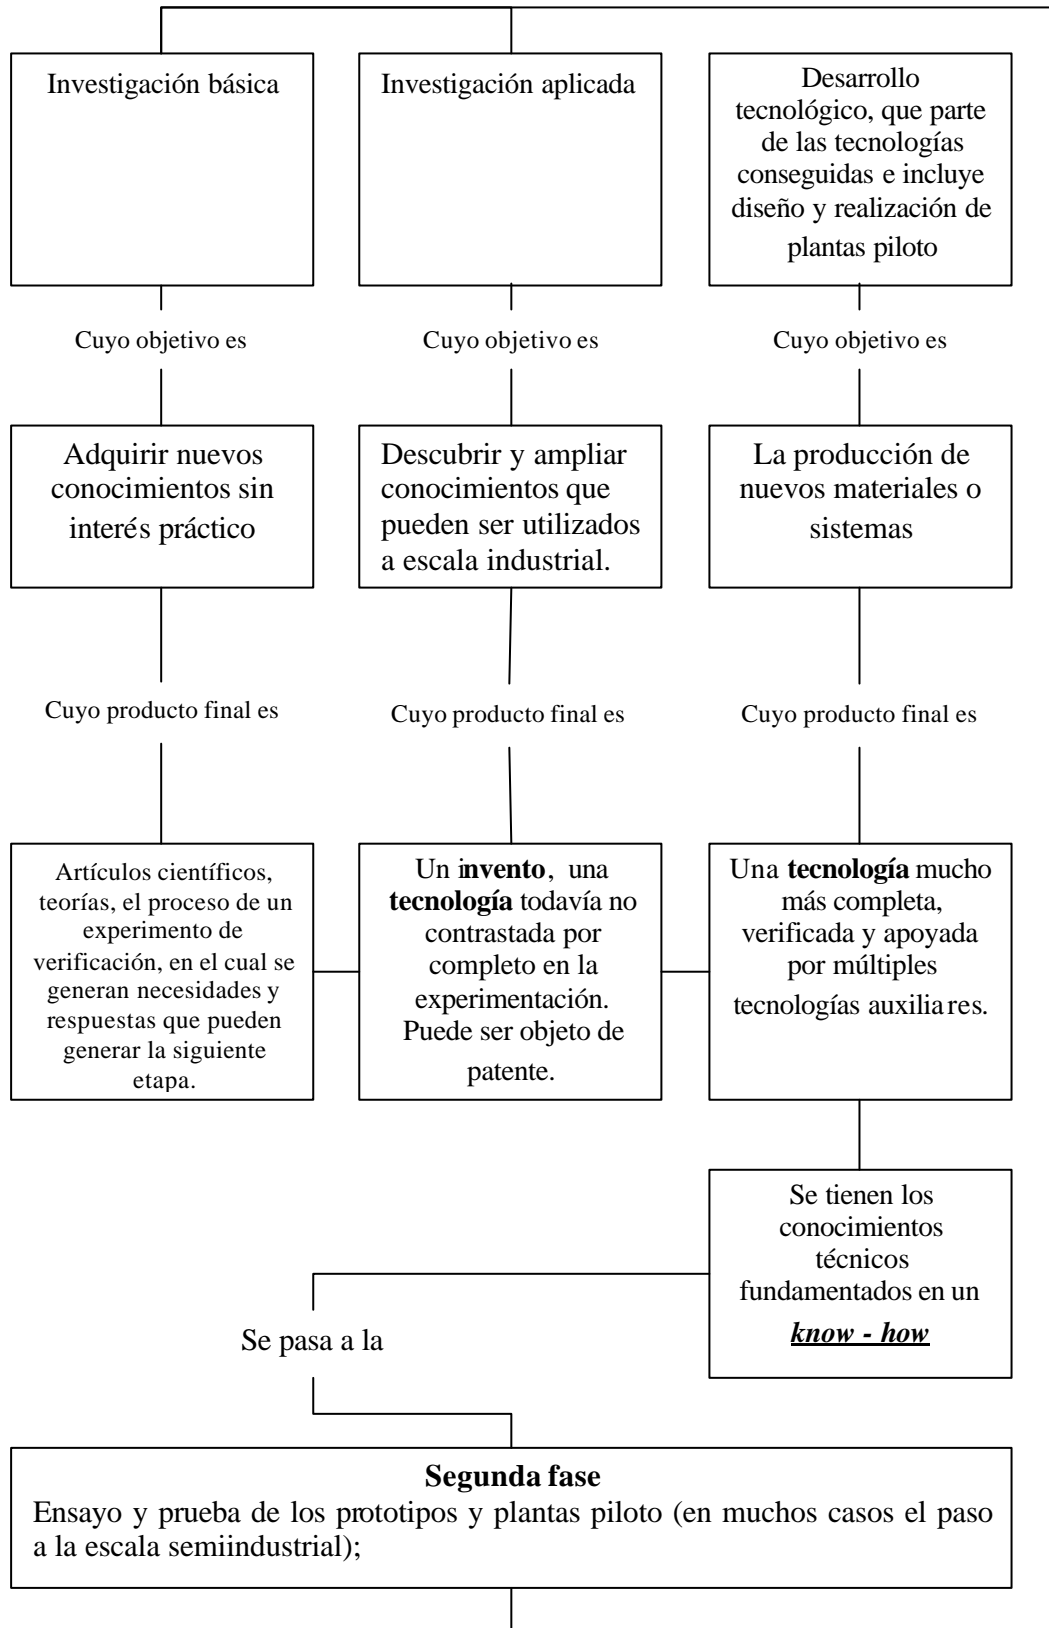 Investigación básica
Investigación aplicada
Desarrollo
tecnológico, que parte
de las tecnologías
conseguidas e incluye
diseño y realización de
plantas piloto
Cuyo objetivo es
Cuyo objetivo es
Cuyo objetivo es
Adquirir nuevos
conocimientos sin
interés práctico
Descubrir y ampliar
conocimientos que
pueden ser utilizados
a escala industrial.
La producción de
nuevos materiales o
sistemas
Cuyo producto final es
Cuyo producto final es
Cuyo producto final es
Artículos científicos,
teorías, el proceso de un
experimento de
verificación, en el cual se
generan necesidades y
respuestas que pueden
generar la siguiente
etapa.
Un invento, una
tecnología todavía no
contrastada por
completo en la
experimentación.
Puede ser objeto de
patente.
Una tecnología mucho
más completa,
verificada y apoyada
por múltiples
tecnologías auxiliares.
Se tienen los
conocimientos
técnicos
fundamentados en un
know - how
Se pasa a la
Segunda fase
Ensayo y prueba de los prototipos y plantas piloto (en muchos casos el paso
a la escala semiindustrial);